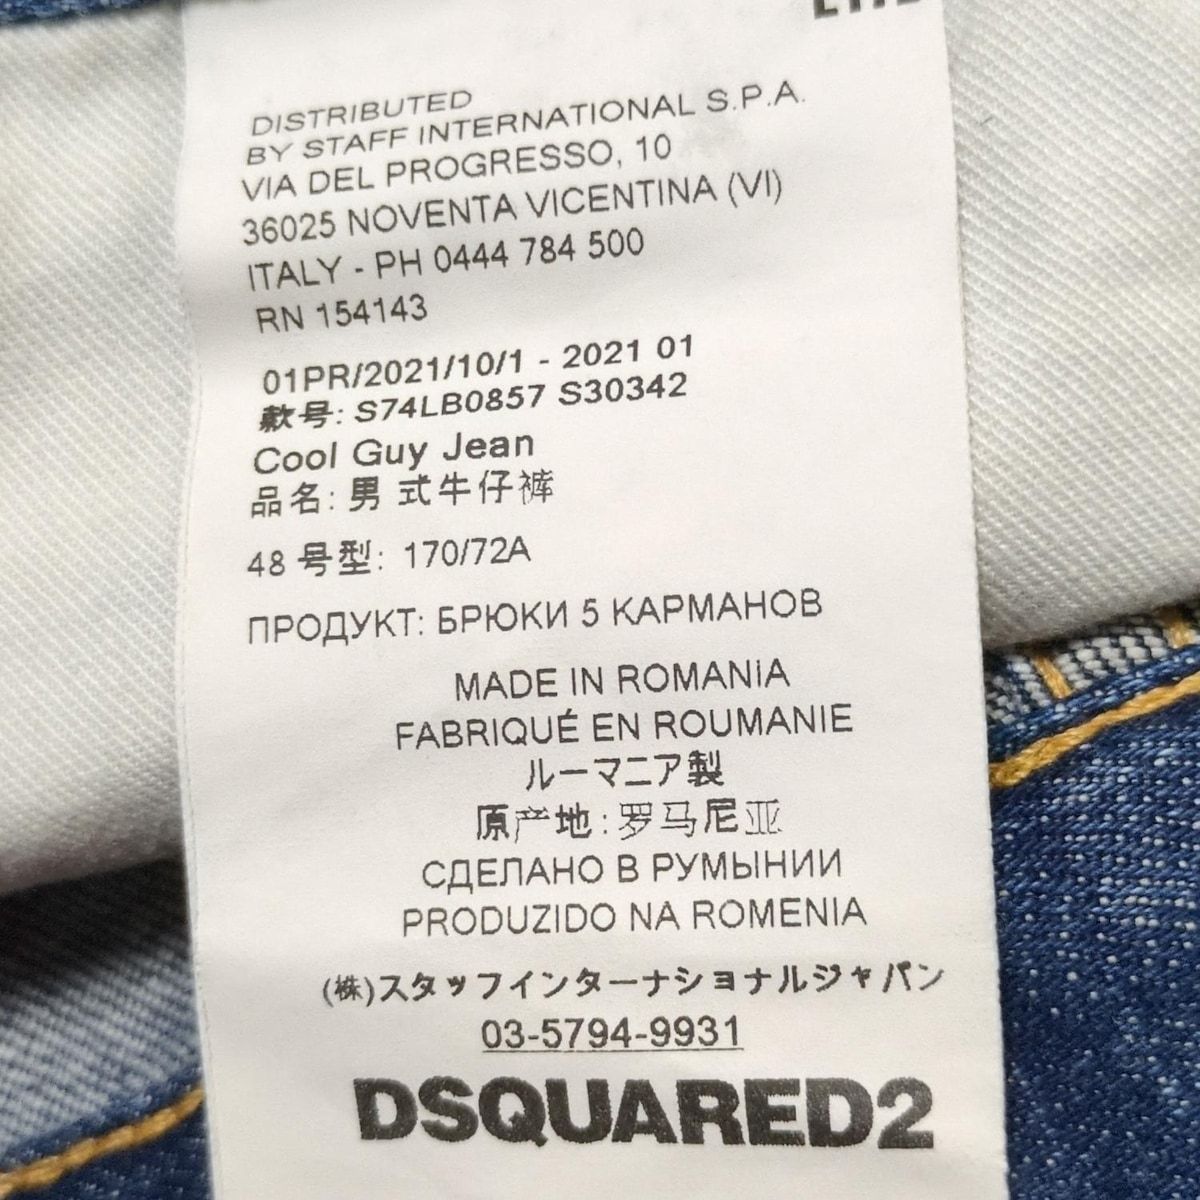 DISTRIBUTED
BY STAFF INTERNATIONAL S.P.A.
VIA DEL PROGRESSO, 10
36025 NOVENTA VICENTINA (VI)
ITALY - PH 0444 784 500
RN 154143
01PR/2021/10/1 - 2021 01
款号: S74LB0857 S30342
Cool Guy Jean
品名: 男式牛仔裤
48 号型: 170/72A
ПРОДУКТ: БРЮКИ 5 КАРМАНОВ
MADE IN ROMANIA
FABRIQUÉ EN ROUMANIE
ルーマニア製
原产地: 罗马尼亚
СДЕЛАНО В РУМЫНИИ
PRODUZIDO NA ROMENIA
(株)スタッフインターナショナルジャパン
03-5794-9931
DSQUARED2